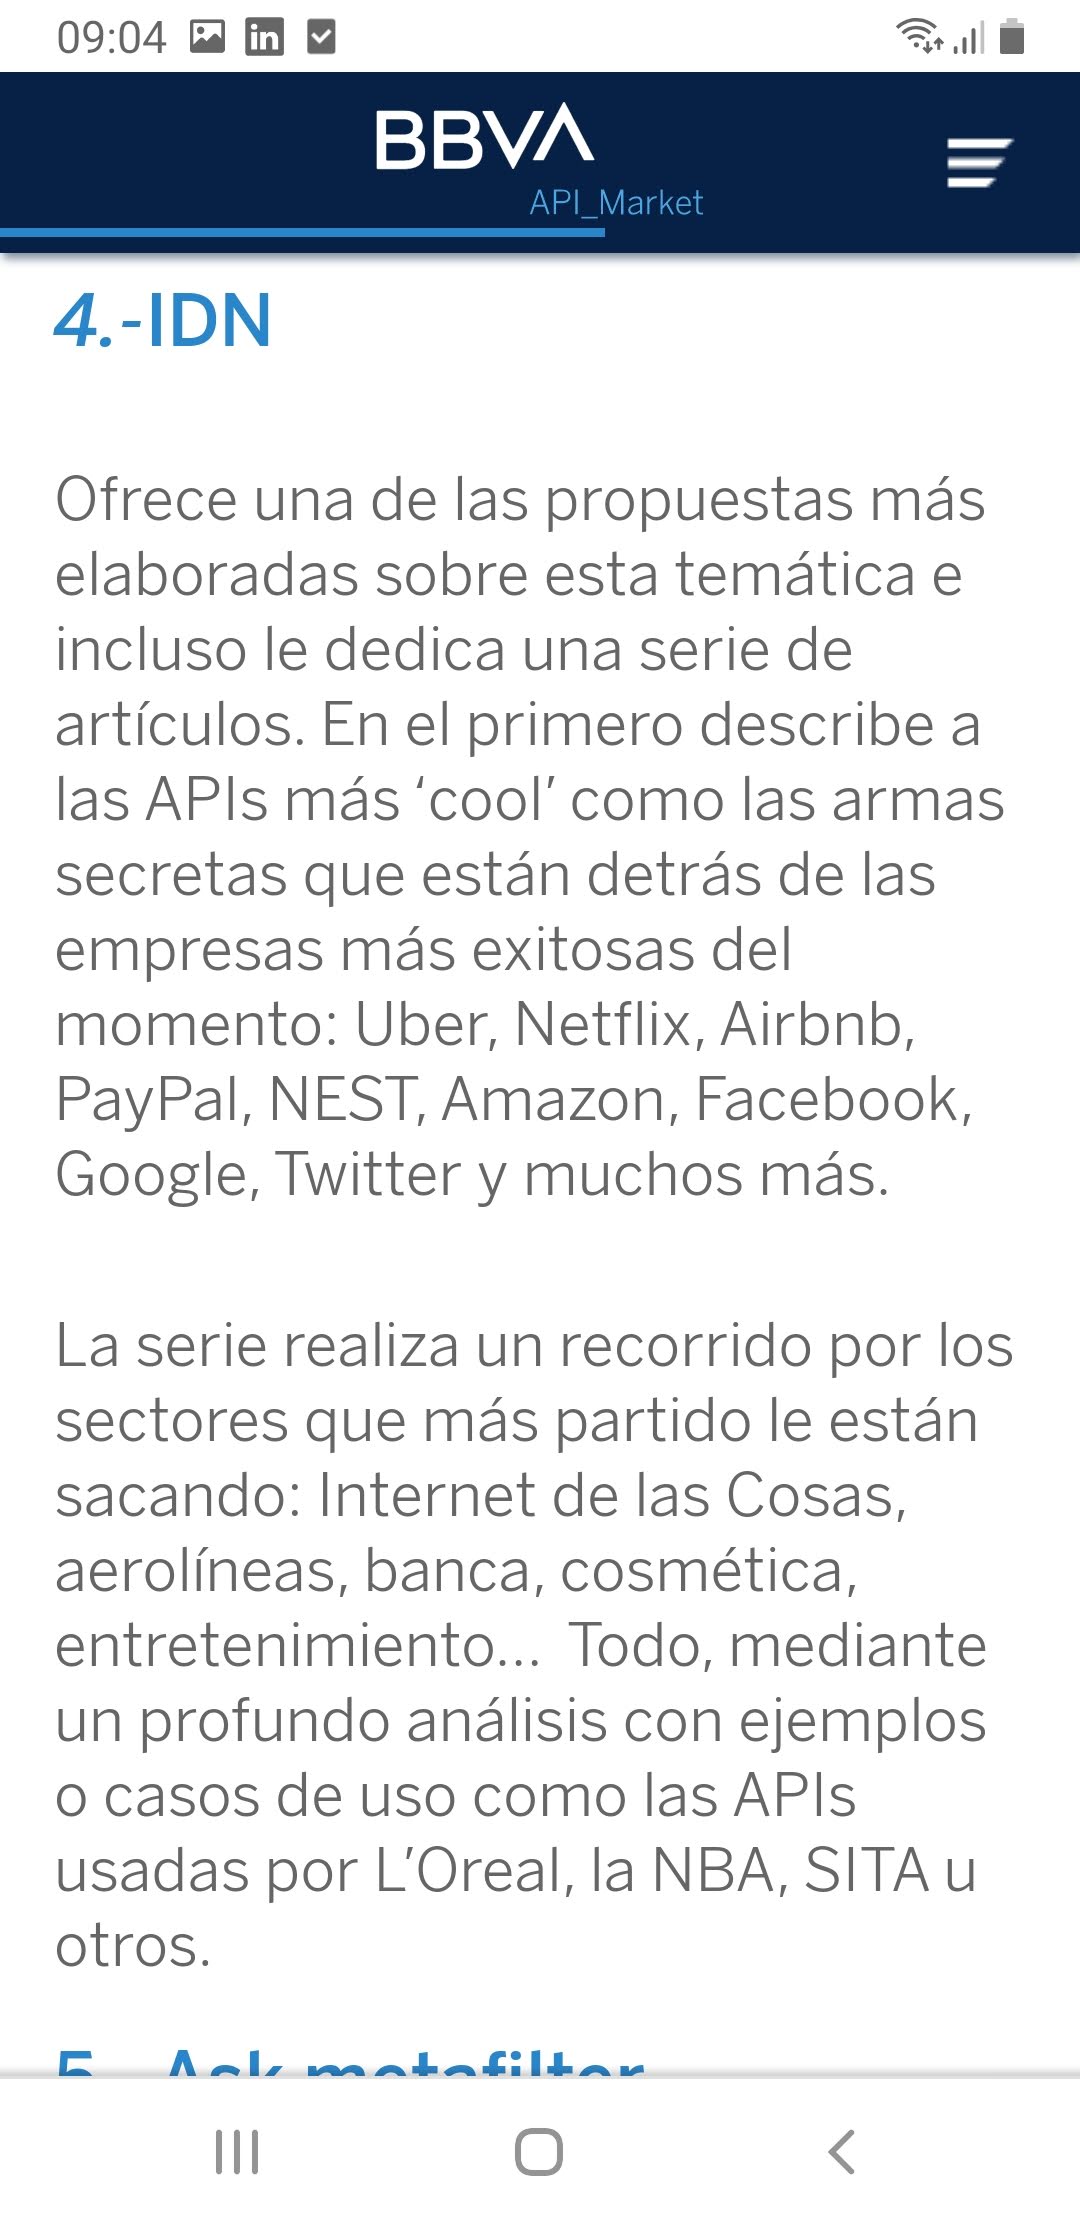 09:04
BBVA
API_Market
4.-IDN
Ofrece una de las propuestas más
elaboradas sobre esta temática e
incluso le dedica una serie de
artículos. En el primero describe a
las APIs más ‘cool’ como las armas
secretas que están detrás de las
empresas más exitosas del
momento: Uber, Netflix, Airbnb,
PayPal, NEST, Amazon, Facebook,
Google, Twitter y muchos más.
La serie realiza un recorrido por los
sectores que más partido le están
sacando: Internet de las Cosas,
aerolíneas, banca, cosmética,
entretenimiento... Todo, mediante
un profundo análisis con ejemplos
o casos de uso como las APIs
usadas por L’Oreal, la NBA, SITA u
otros.
5.- Ask metafilter